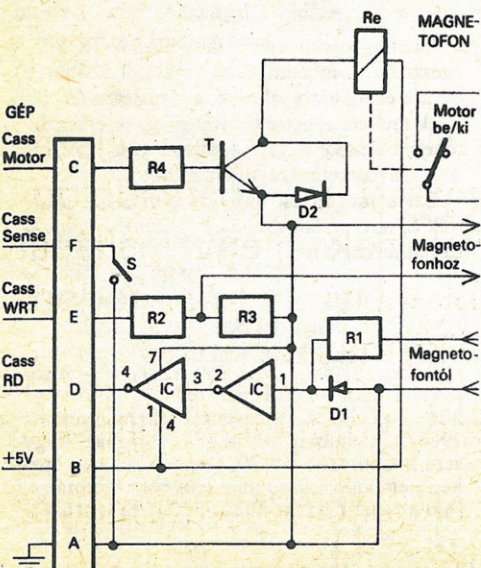 Re
MAGNE-
TOFON
GÉP
Motor
be/ki
Cass
Motor
C
R4
T
D2
Cass
Sense
F
S
Magneto-
fonhoz
Cass
WRT
E
R2
R3
R1
Magneto-
fontól
Cass
RD
D
4
7
IC
3
2
IC
1
1
4
D1
+5V
B
A